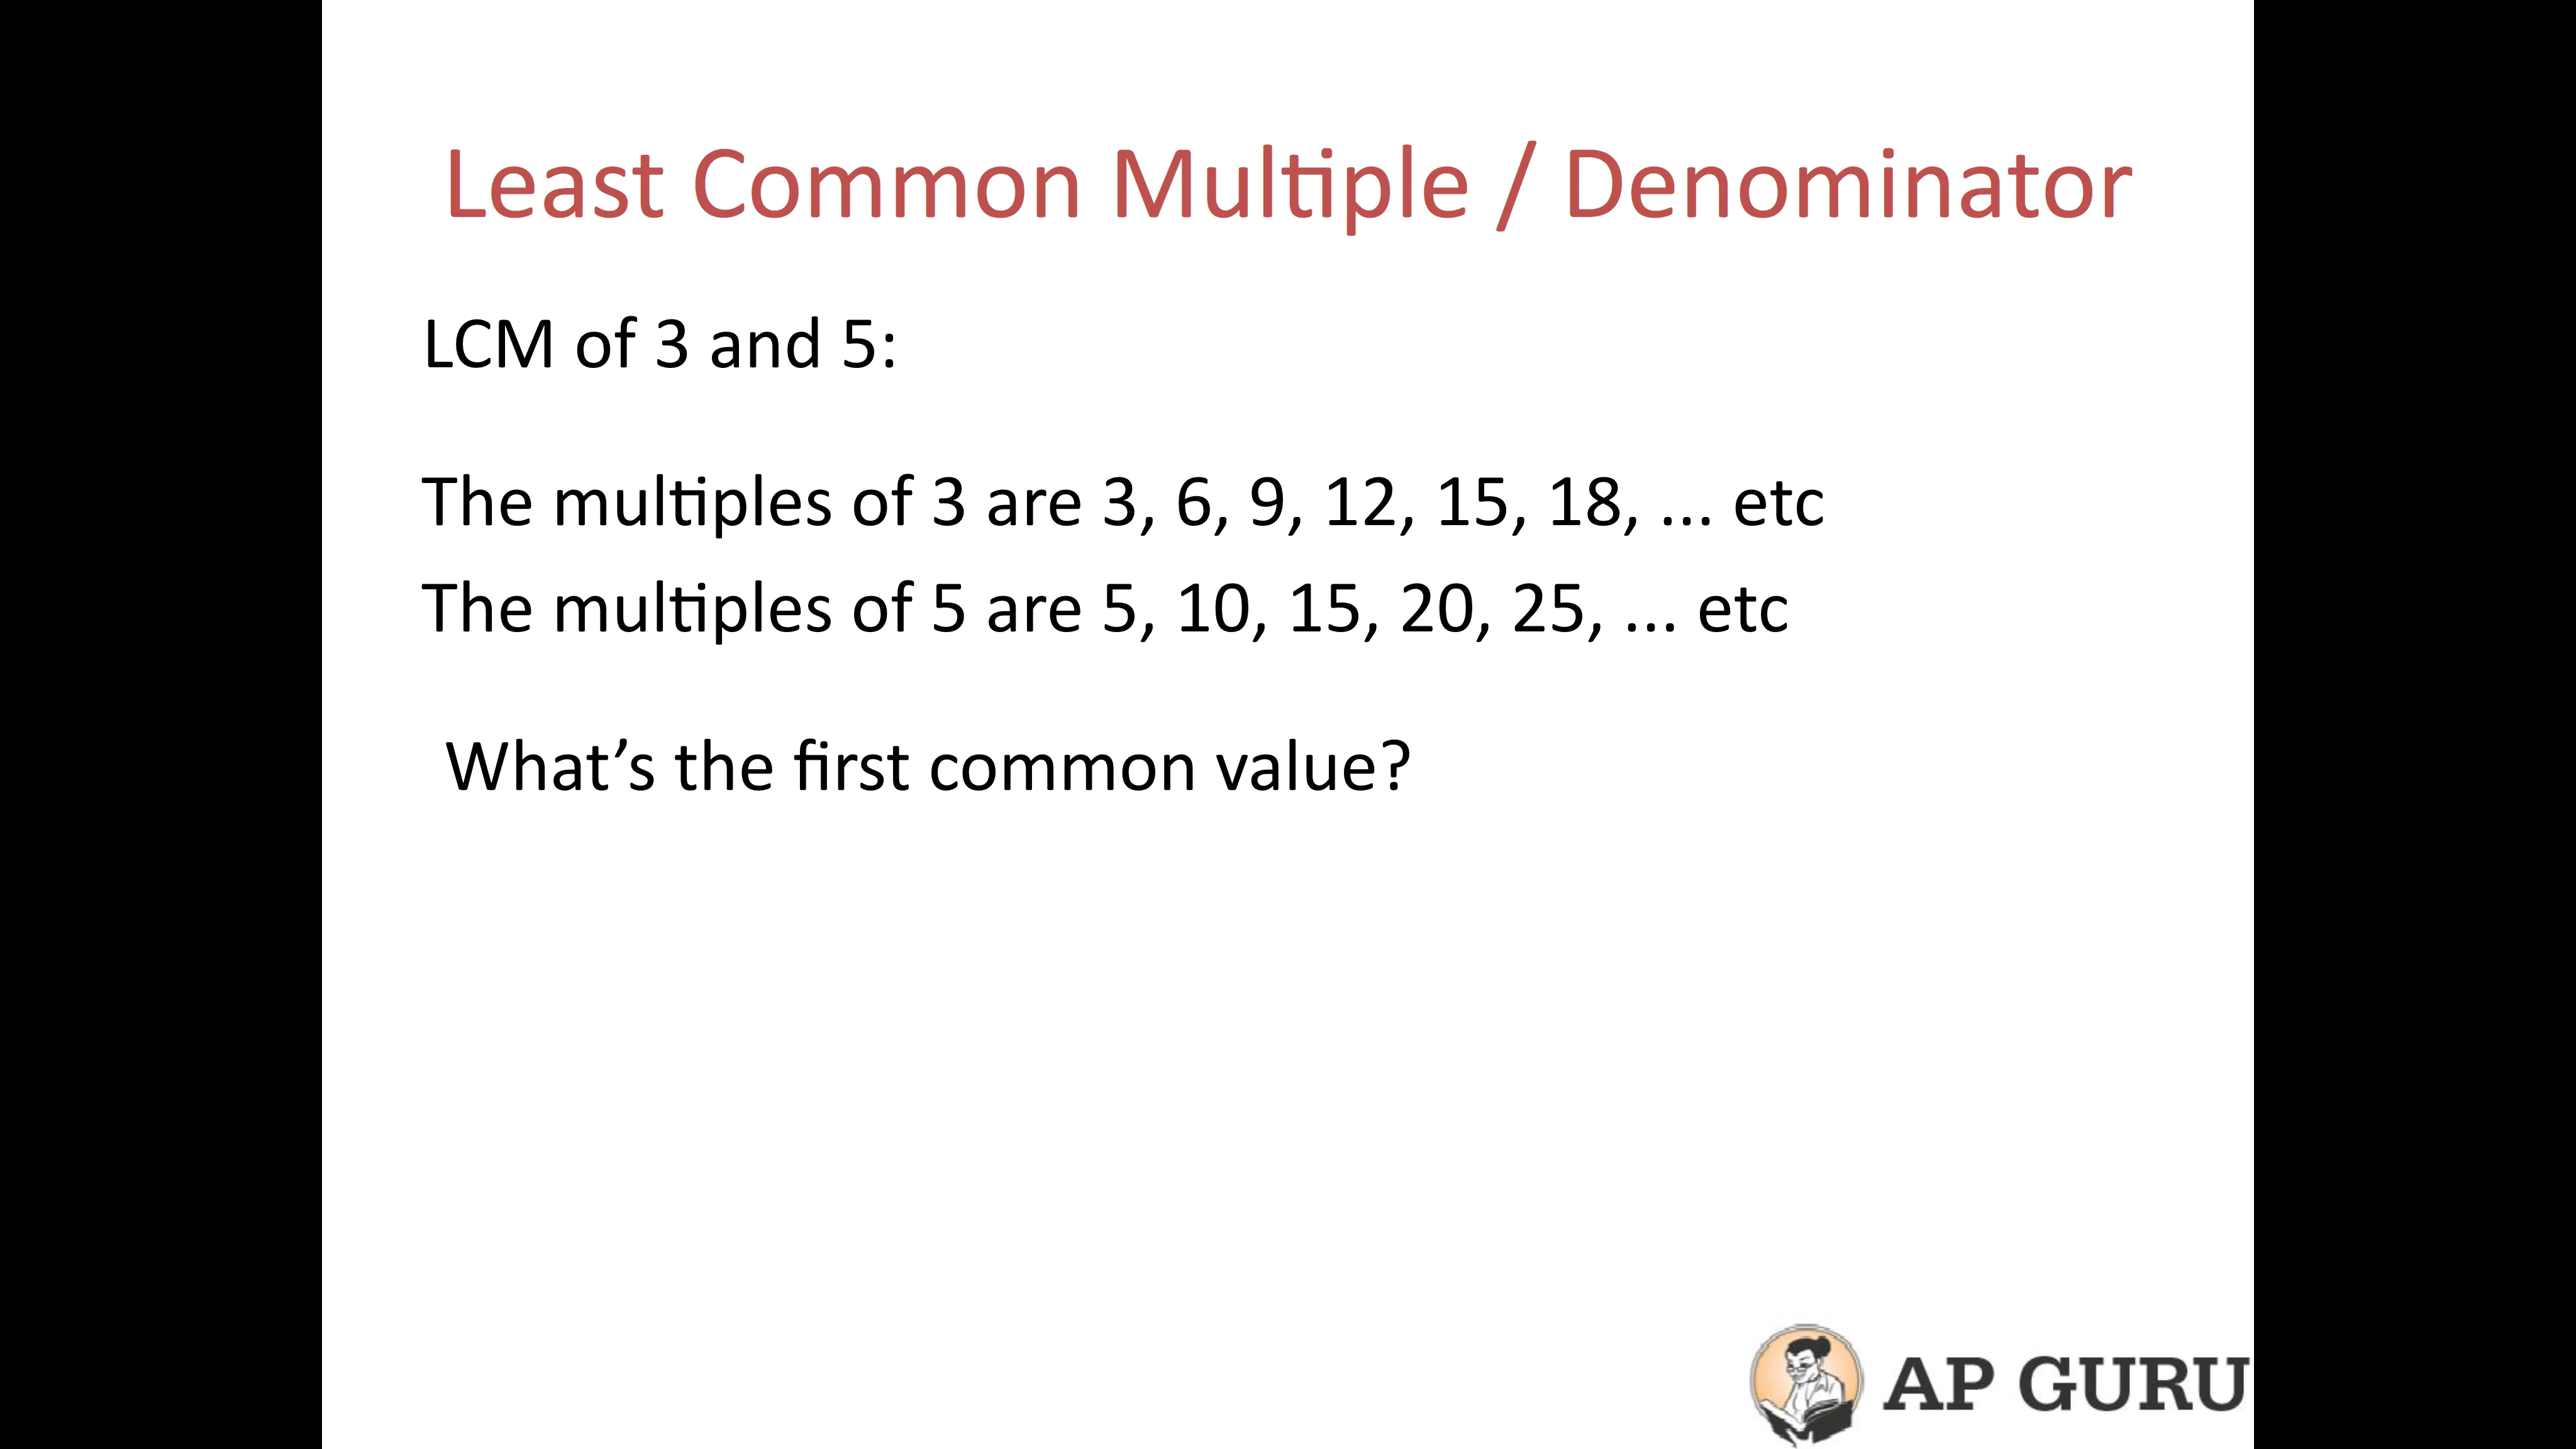 Least Common Multiple / Denominator
LCM of 3 and 5:
The multiples of 3 are 3, 6, 9, 12, 15, 18, ... etc
The multiples of 5 are 5, 10, 15, 20, 25, ... etc
What’s the first common value?
AP GURU